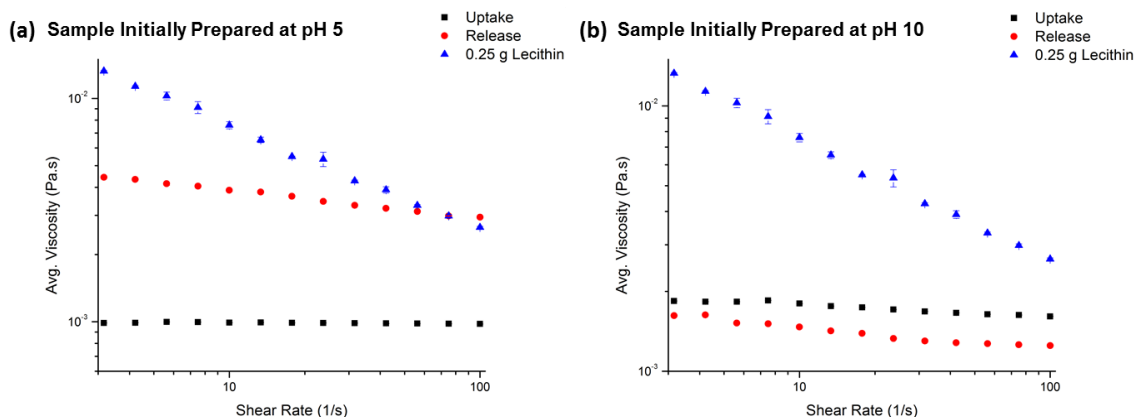 (a) Sample Initially Prepared at pH 5
Uptake
Release
0.25 g Lecithin
10⁻²
10⁻³
Avg. Viscosity (Pa.s)
10
100
Shear Rate (1/s)
(b) Sample Initially Prepared at pH 10
Uptake
Release
0.25 g Lecithin
10⁻²
10⁻³
Avg. Viscosity (Pa.s)
10
100
Shear Rate (1/s)